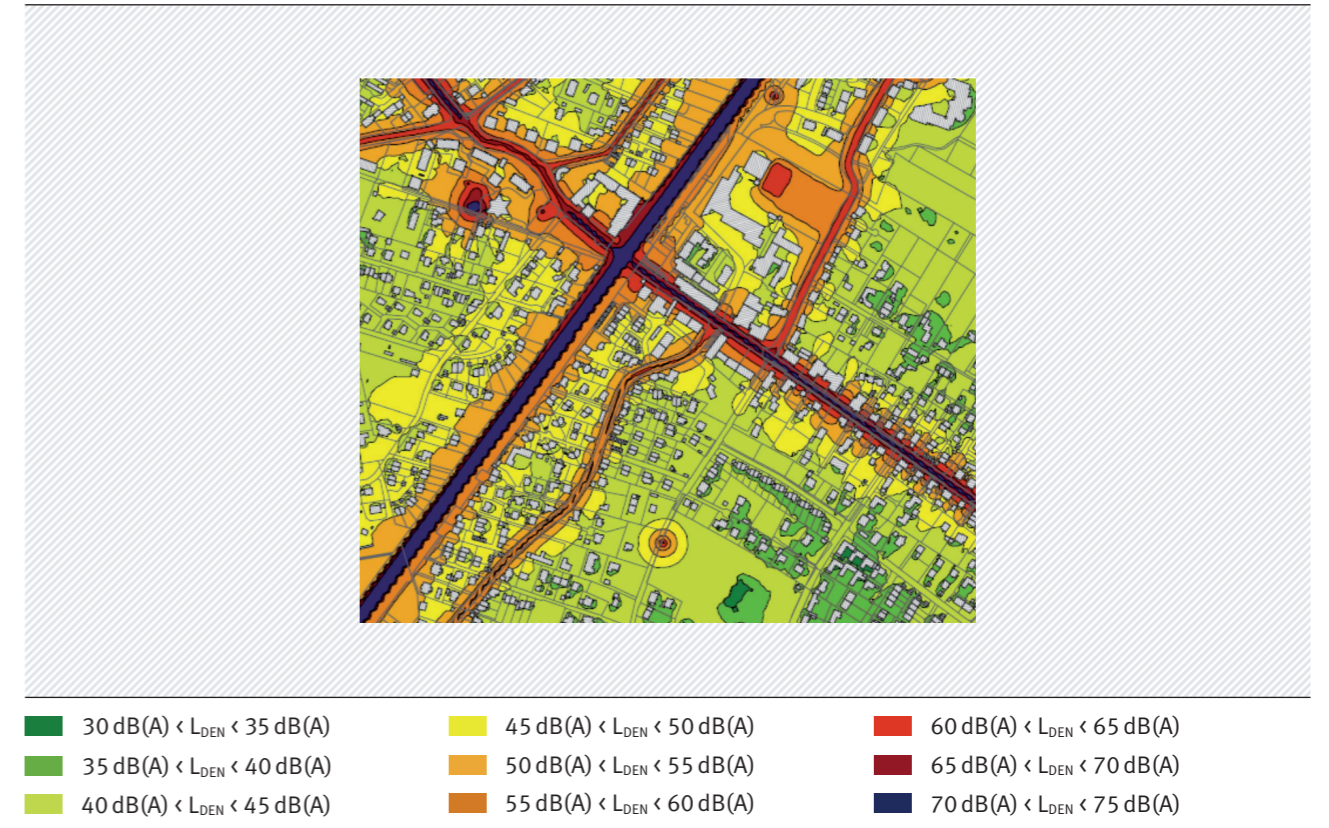 30 dB(A) ‹ LDEN ‹ 35 dB(A)
35 dB(A) ‹ LDEN ‹ 40 dB(A)
40 dB(A) ‹ LDEN ‹ 45 dB(A)
45 dB(A) ‹ LDEN ‹ 50 dB(A)
50 dB(A) ‹ LDEN ‹ 55 dB(A)
55 dB(A) ‹ LDEN ‹ 60 dB(A)
60 dB(A) ‹ LDEN ‹ 65 dB(A)
65 dB(A) ‹ LDEN ‹ 70 dB(A)
70 dB(A) ‹ LDEN ‹ 75 dB(A)